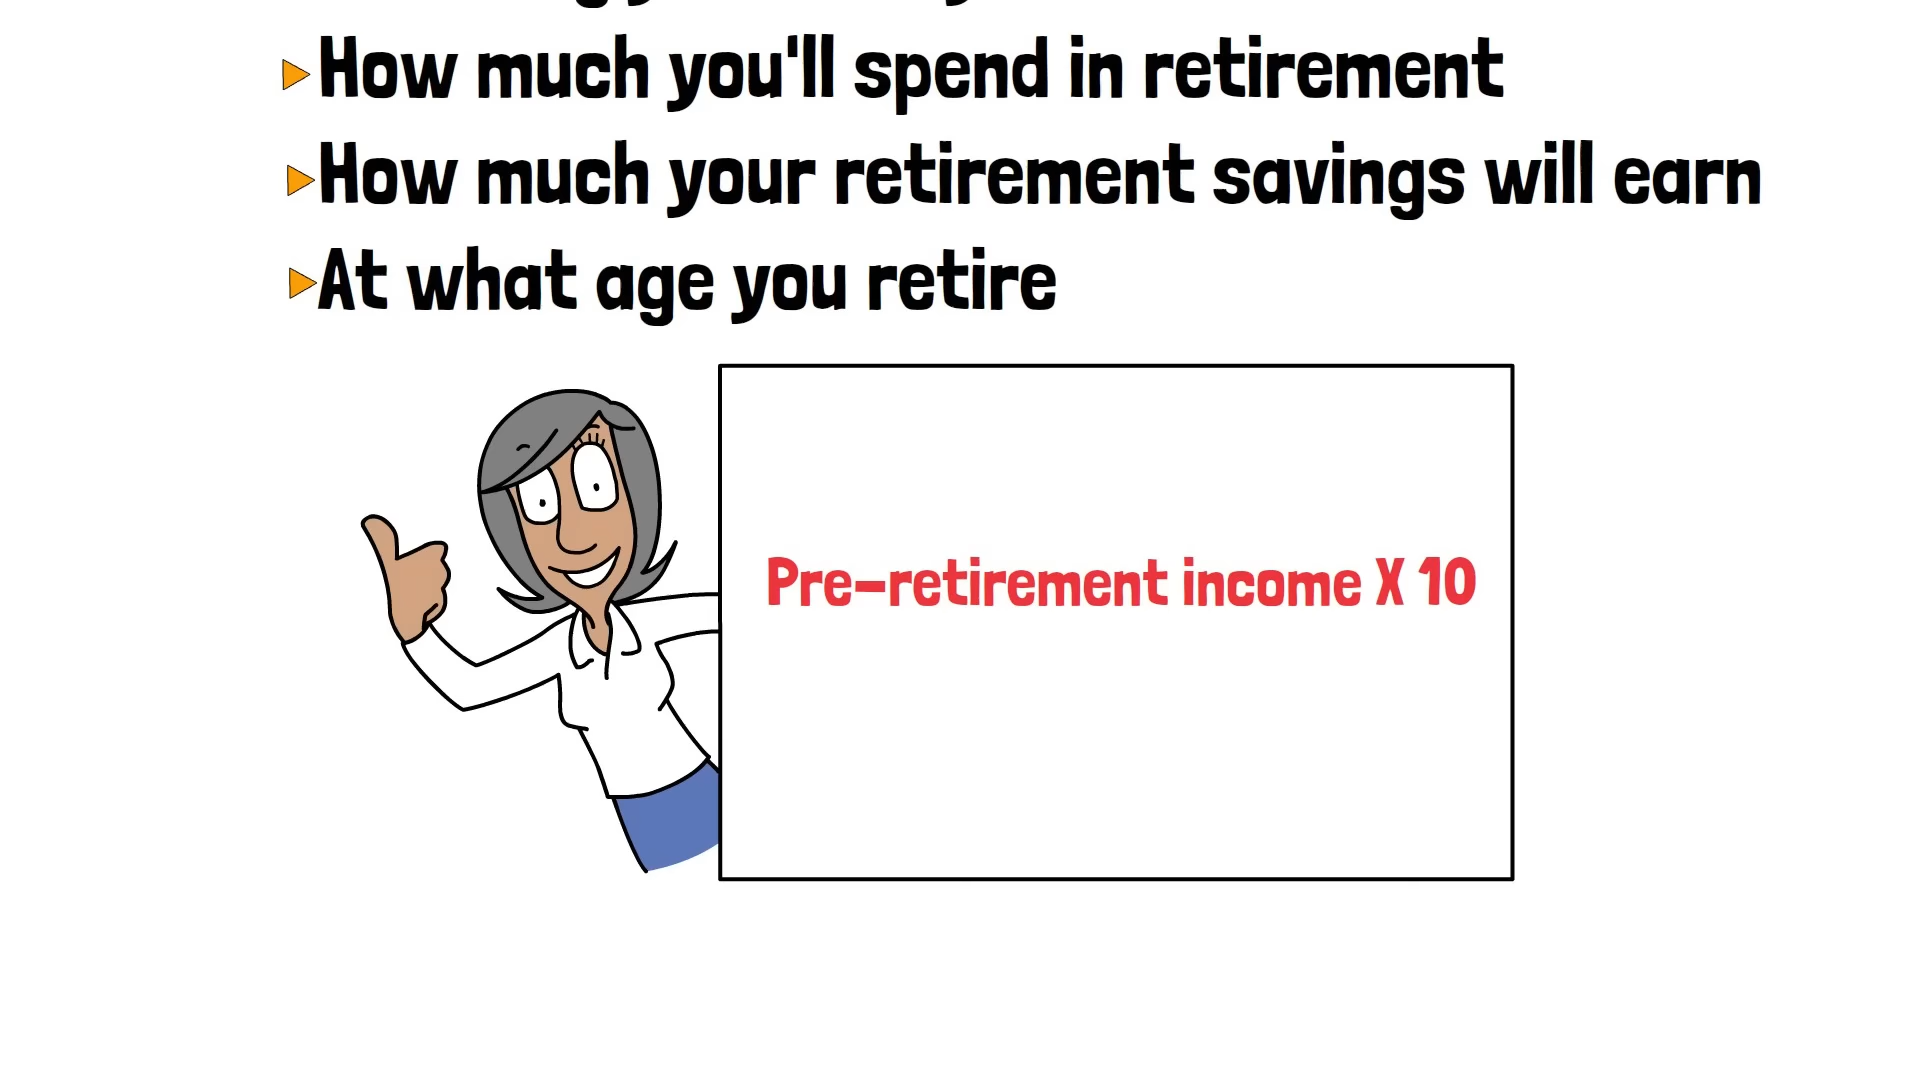 How much you'll spend in retirement
How much your retirement savings will earn
At what age you retire
Pre-retirement income X 10